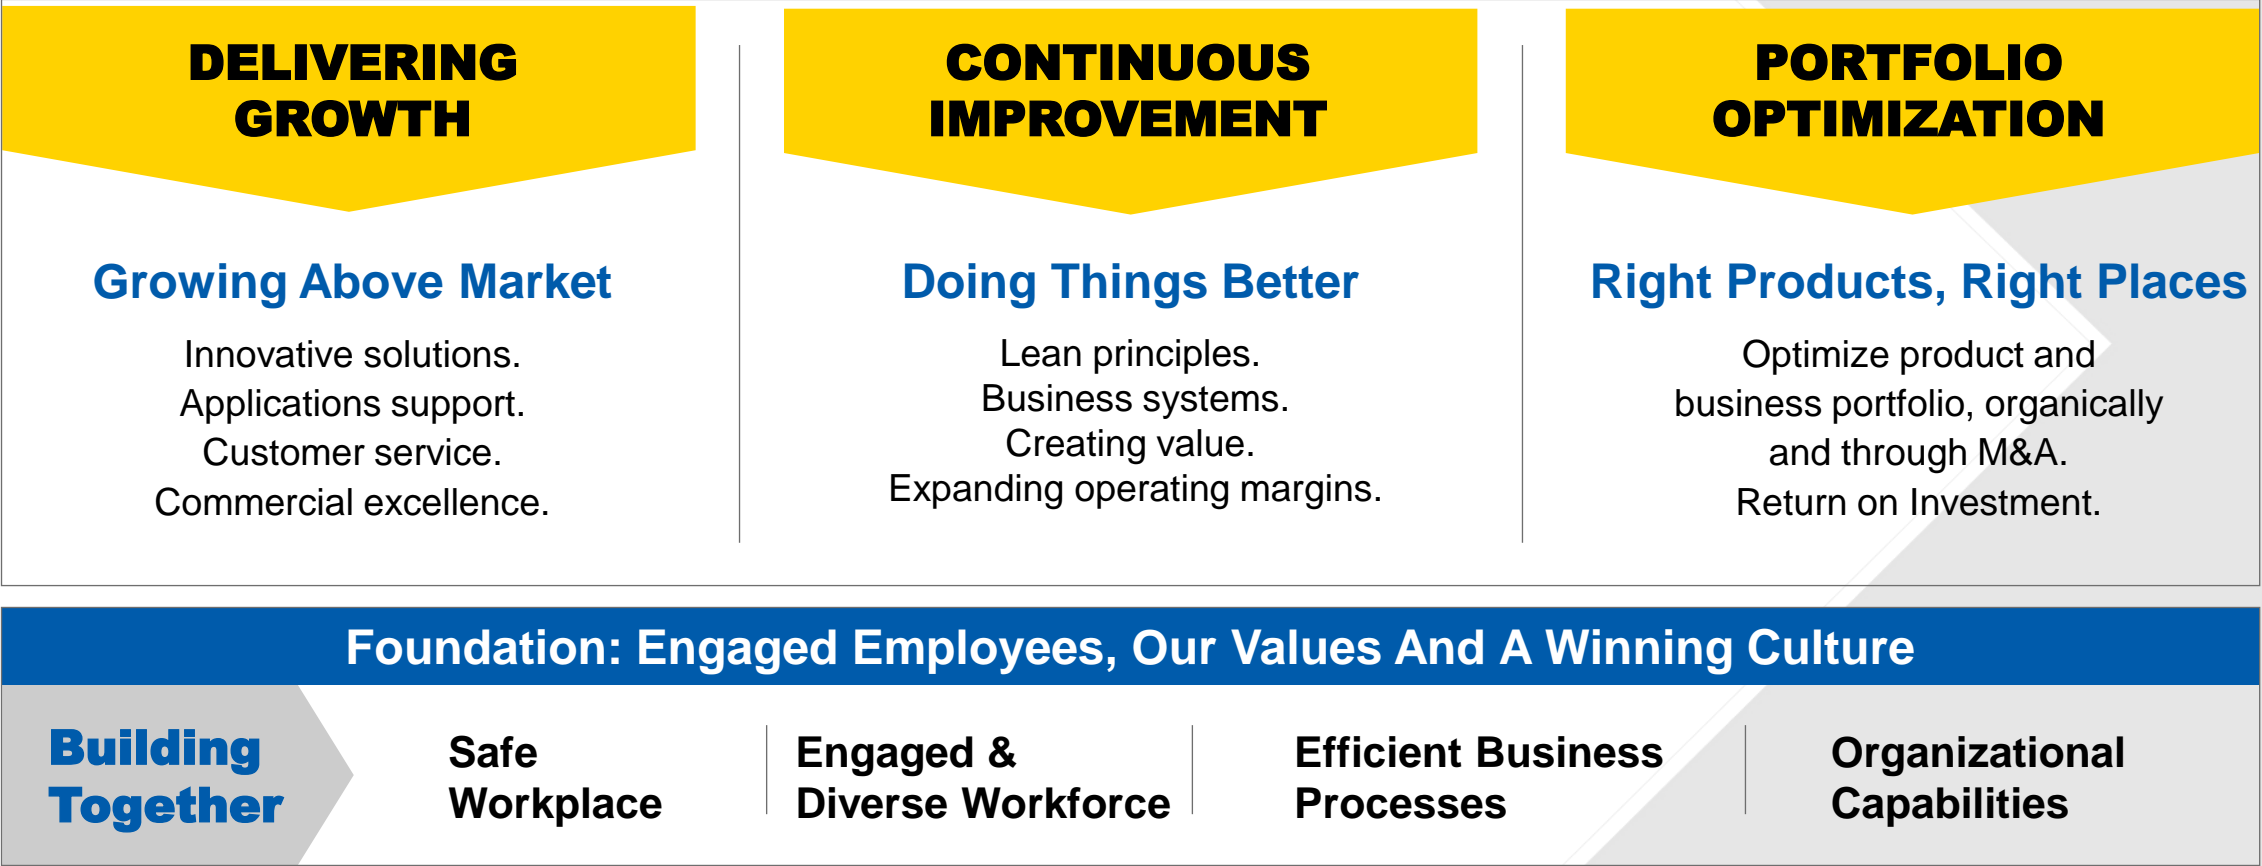 DELIVERING
GROWTH
Growing Above Market
Innovative solutions.
Applications support.
Customer service.
Commercial excellence.
CONTINUOUS
IMPROVEMENT
Doing Things Better
Lean principles.
Business systems.
Creating value.
Expanding operating margins.
PORTFOLIO
OPTIMIZATION
Right Products, Right Places
Optimize product and
business portfolio, organically
and through M&A.
Return on Investment.
Foundation: Engaged Employees, Our Values And A Winning Culture
Building
Together
Safe
Workplace
Engaged &
Diverse Workforce
Efficient Business
Processes
Organizational
Capabilities